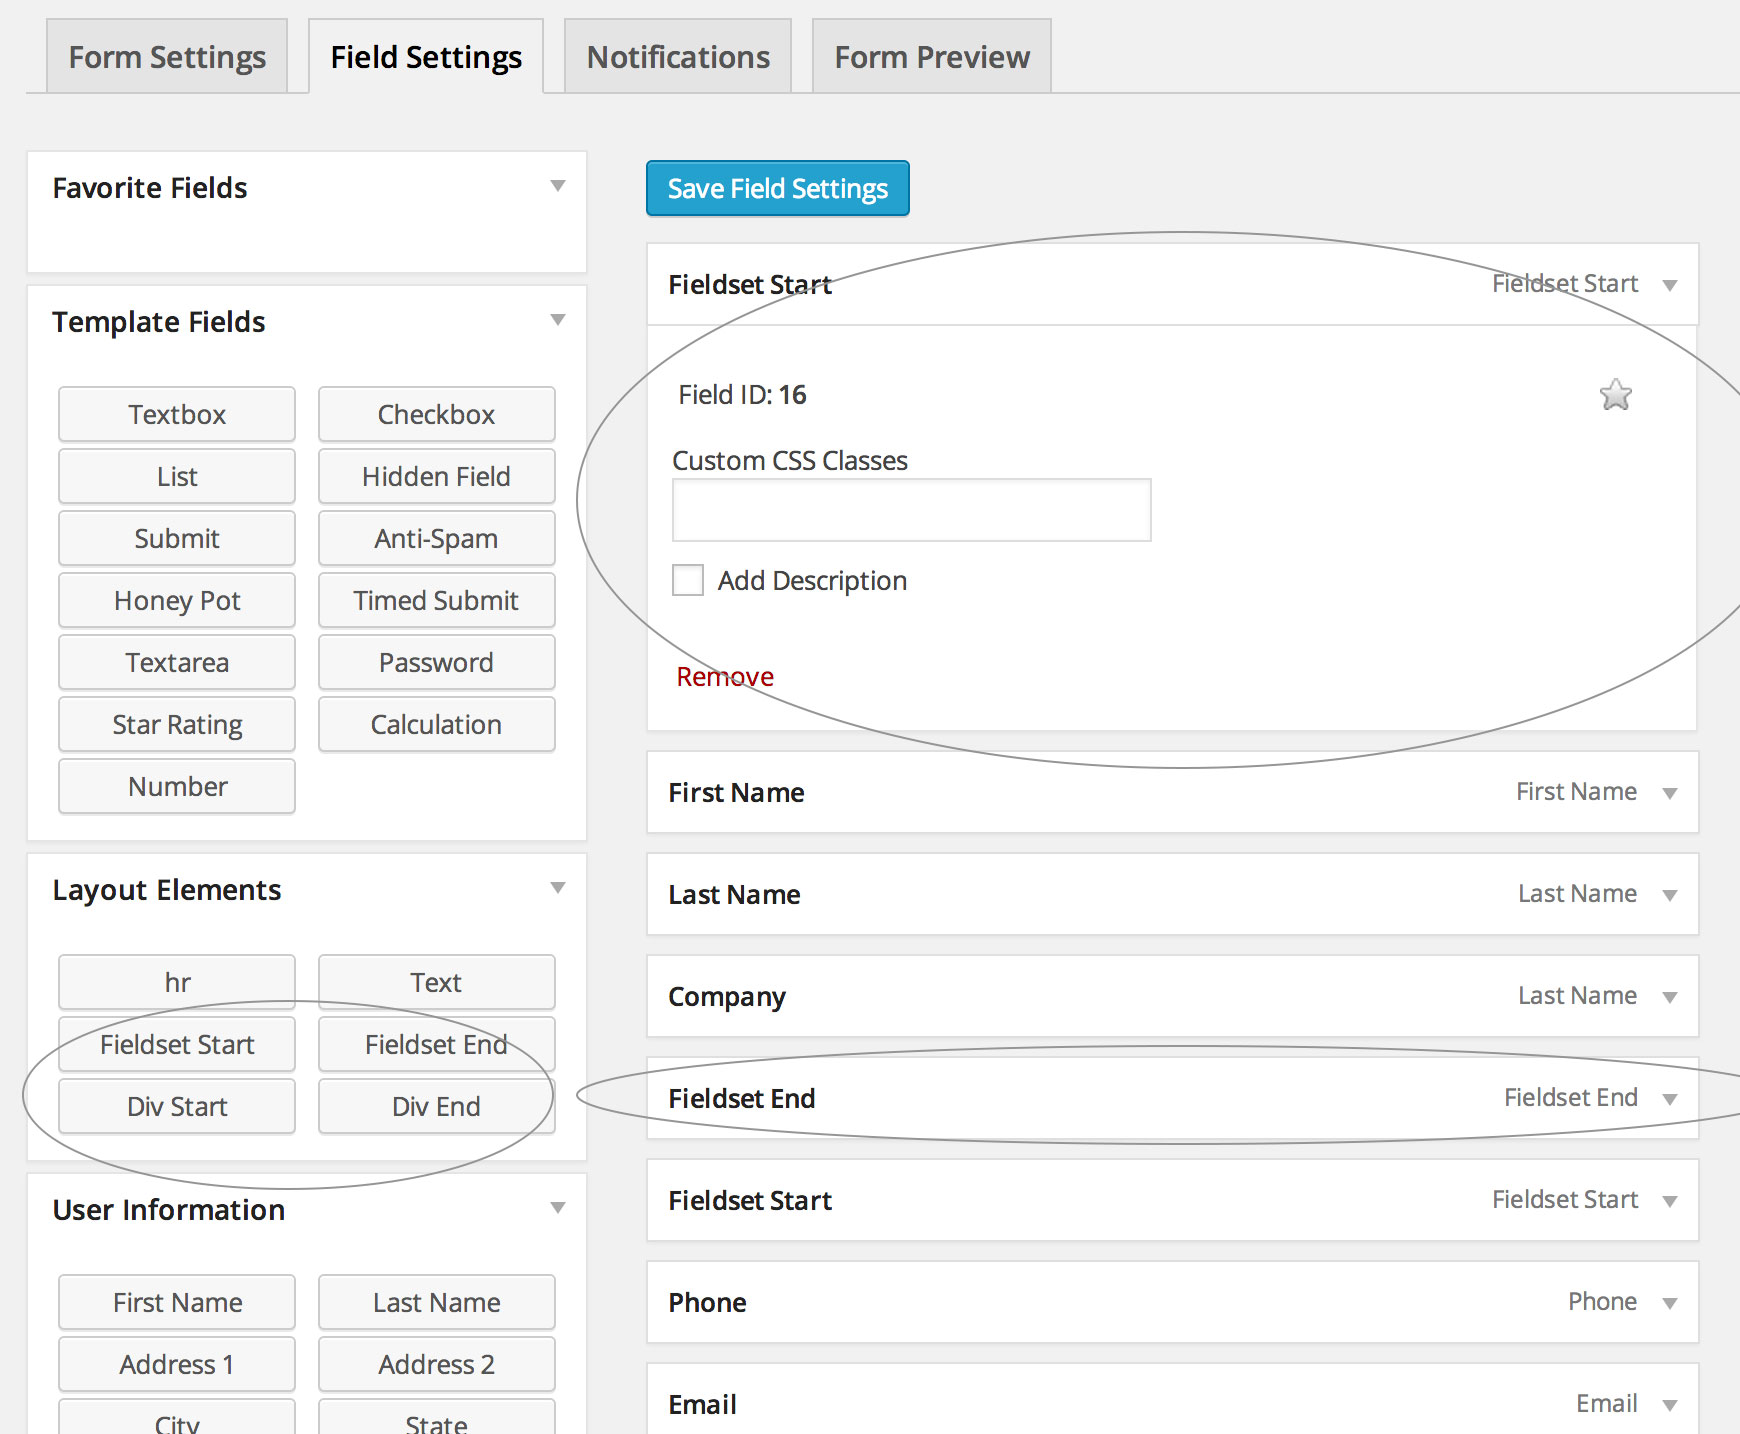 Form Settings
Field Settings
Notifications
Form Preview
Favorite Fields
Template Fields
Textbox
Checkbox
List
Hidden Field
Submit
Anti-Spam
Honey Pot
Timed Submit
Textarea
Password
Star Rating
Calculation
Number
Layout Elements
hr
Text
Fieldset Start
Fieldset End
Div Start
Div End
User Information
First Name
Last Name
Address 1
Address 2
City
State
Save Field Settings
Fieldset Start
Fieldset Start
Field ID: 16
Custom CSS Classes
Add Description
Remove
First Name
First Name
Last Name
Last Name
Company
Last Name
Fieldset End
Fieldset End
Fieldset Start
Fieldset Start
Phone
Phone
Email
Email